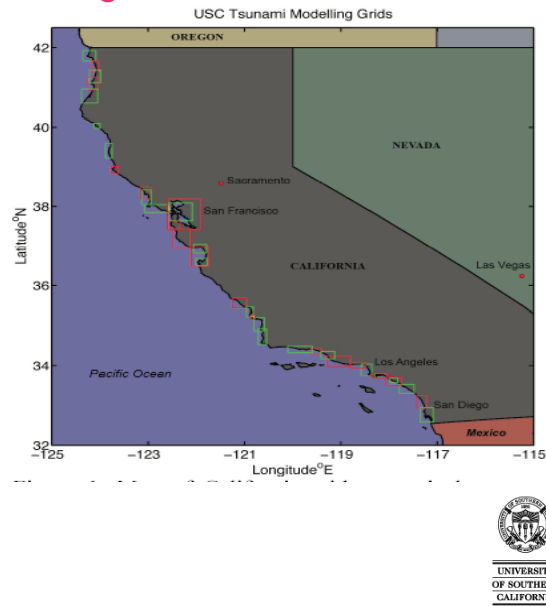 USC Tsunami Modelling Grids
42
OREGON
40
NEVADA
Sacramento
38
San Francisco
Latitude°N
CALIFORNIA
Las Vegas
36
34
Los Angeles
Pacific Ocean
San Diego
Mexico
32
−125 −123 −121 −119 −117 −115
Longitude°E
UNIVERSIT
OF SOUTHE
CALIFORN